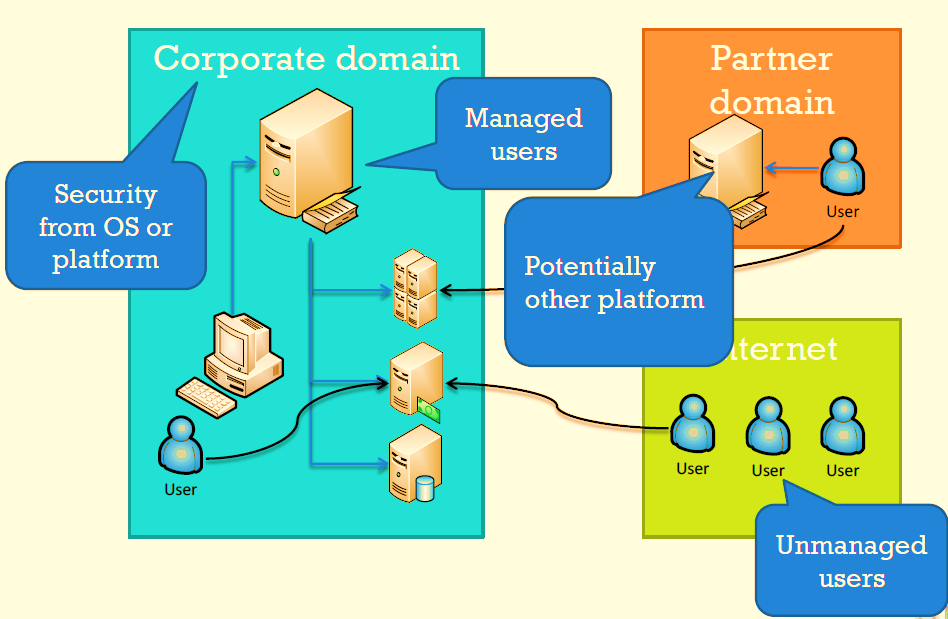 Corporate domain
Partner
domain
Managed
users
Security
from OS or
platform
User
Potentially
other platform
nternet
User
User
User
User
Unmanaged
users